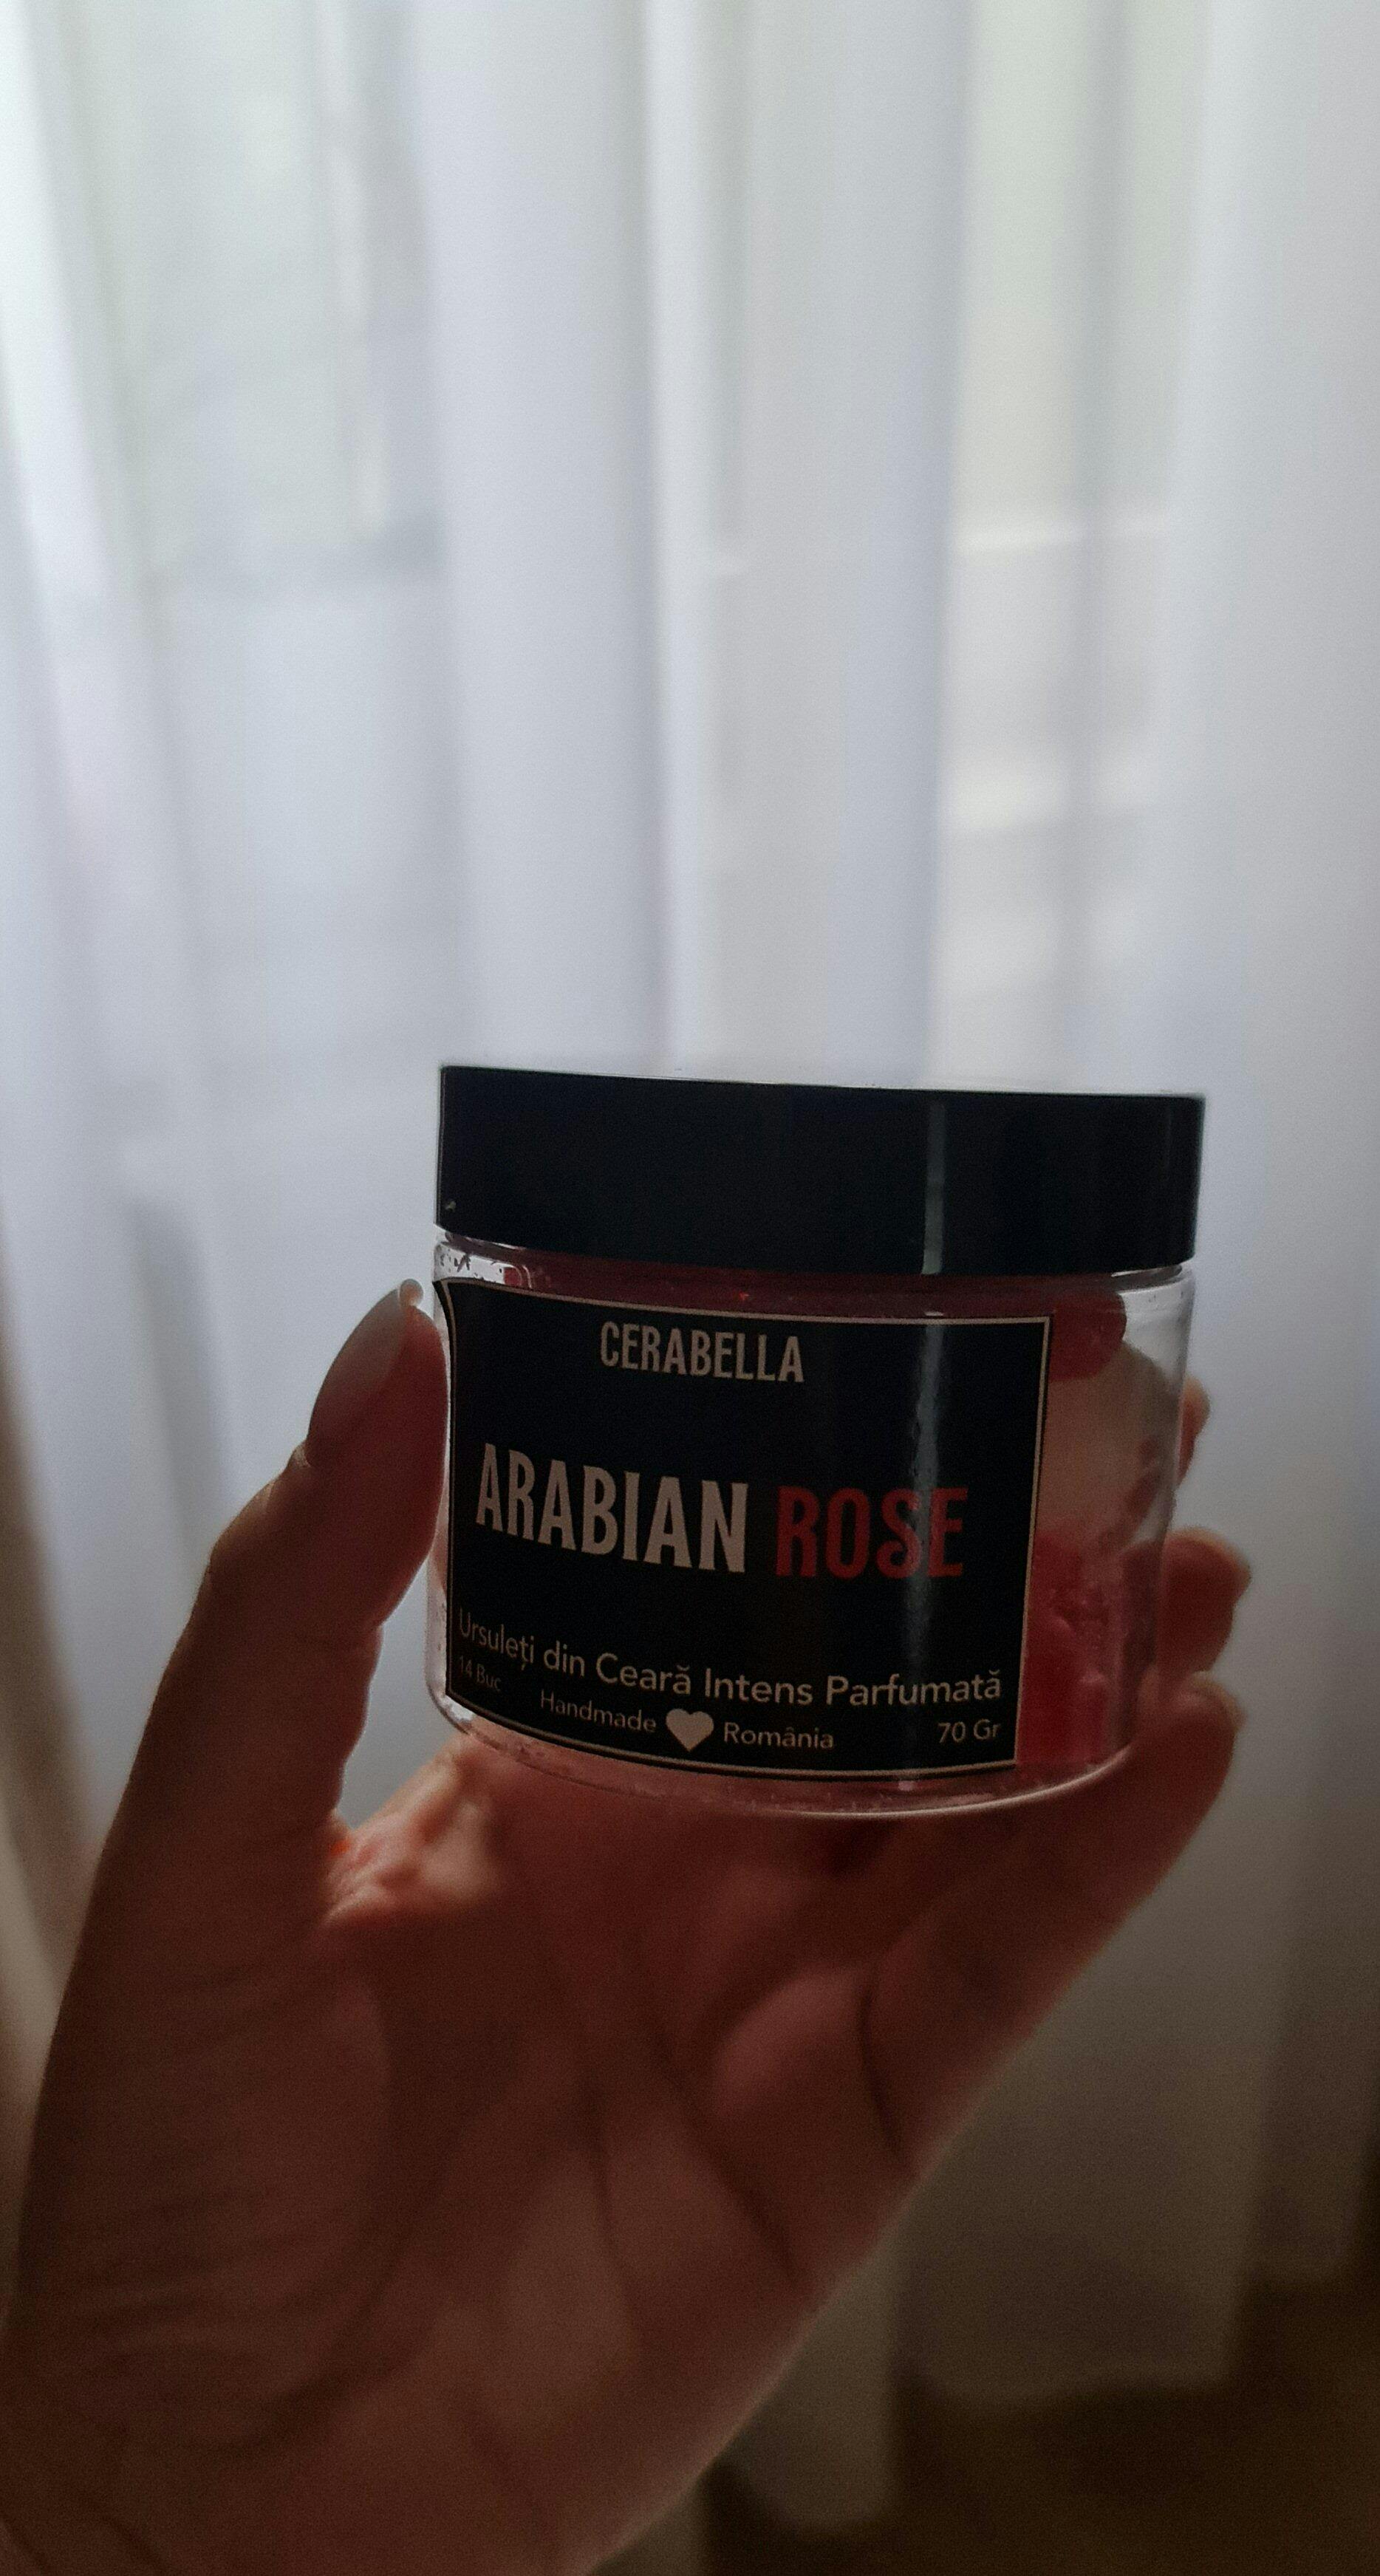 CERABELLA
ARABIAN ROSE
Ursuleți din Ceară Intens Parfumată
14 Buc
Handmade România
70 Gr